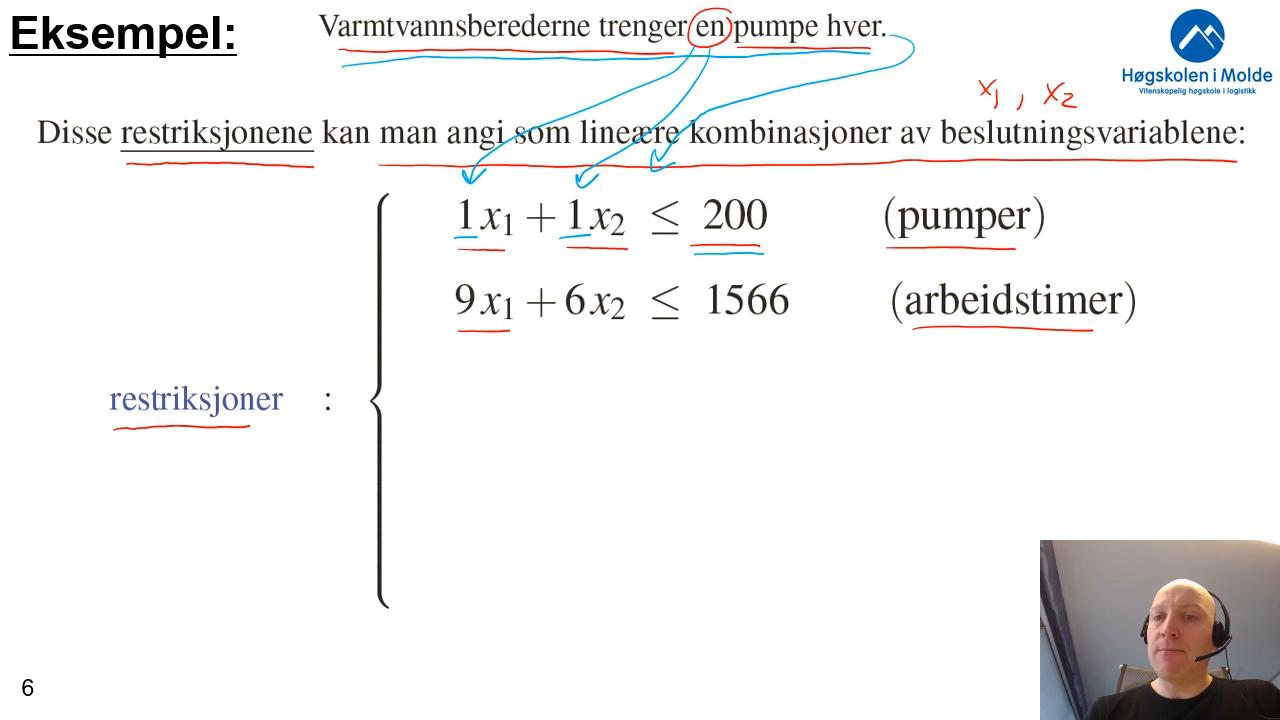 Eksempel:
Varmtvannsberederne trenger en pumpe hver.
Høgskolen i Molde
Vitenskapelig høgskole i logistikk
x₁ , x₂
Disse restriksjonene kan man angi som lineære kombinasjoner av beslutningsvariablene:
1x₁ + 1x₂ ≤ 200 (pumper)
9x₁ + 6x₂ ≤ 1566 (arbeidstimer)
restriksjoner :
6